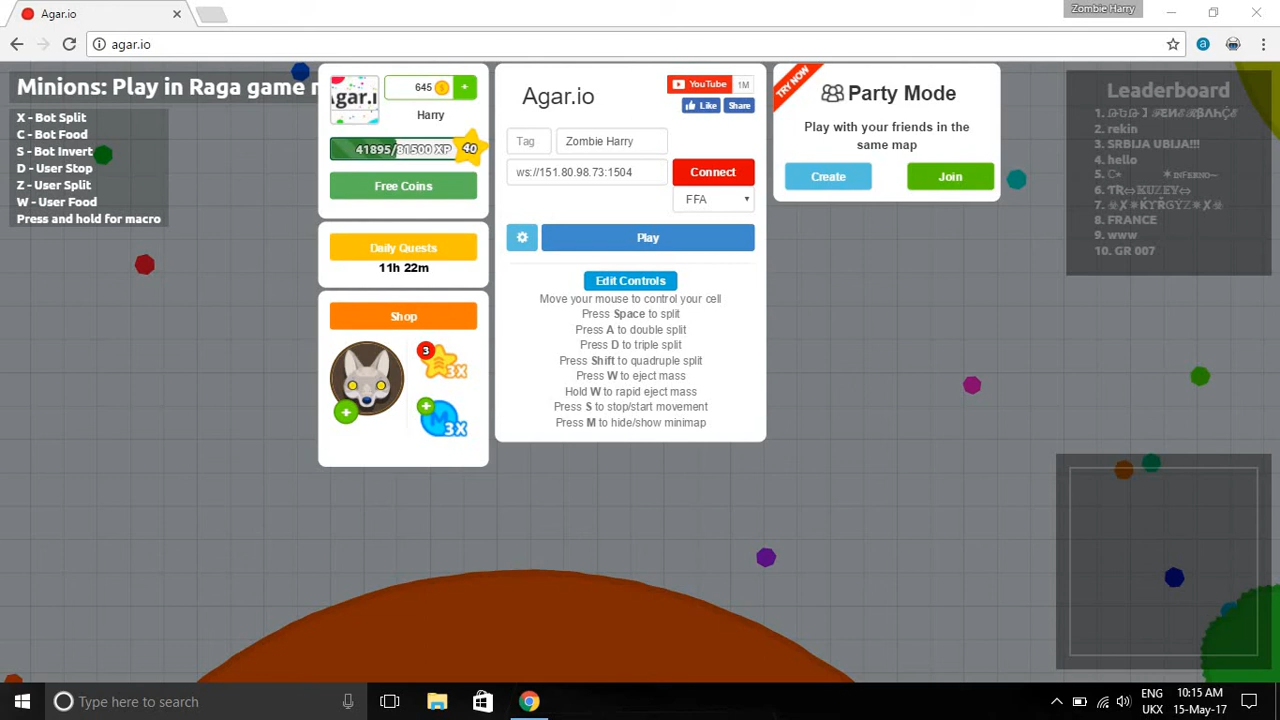 Agar.io
Zombie Harry
agar.io
Minions: Play in Raga game
X - Bot Split
C - Bot Food
S - Bot Invert
D - User Stop
Z - User Split
W - User Food
Press and hold for macro
645
Harry
41895/81500 XP
40
Free Coins
Daily Quests
11h 22m
Shop
3
3X
M
3X
Agar.io
YouTube
1M
Like
Share
Tag
Zombie Harry
ws://151.80.98.73:1504
Connect
FFA
Play
Edit Controls
Move your mouse to control your cell
Press Space to split
Press A to double split
Press D to triple split
Press Shift to quadruple split
Press W to eject mass
Hold W to rapid eject mass
Press S to stop/start movement
Press M to hide/show minimap
TRY NOW
Party Mode
Play with your friends in the
same map
Create
Join
Leaderboard
1.
2. rekin
3. SRBIJA UBIJA!!!
4. hello
5.
6.
7.
8. FRANCE
9. www
10. GR 007
Type here to search
ENG
UKX
10:15 AM
15-May-17